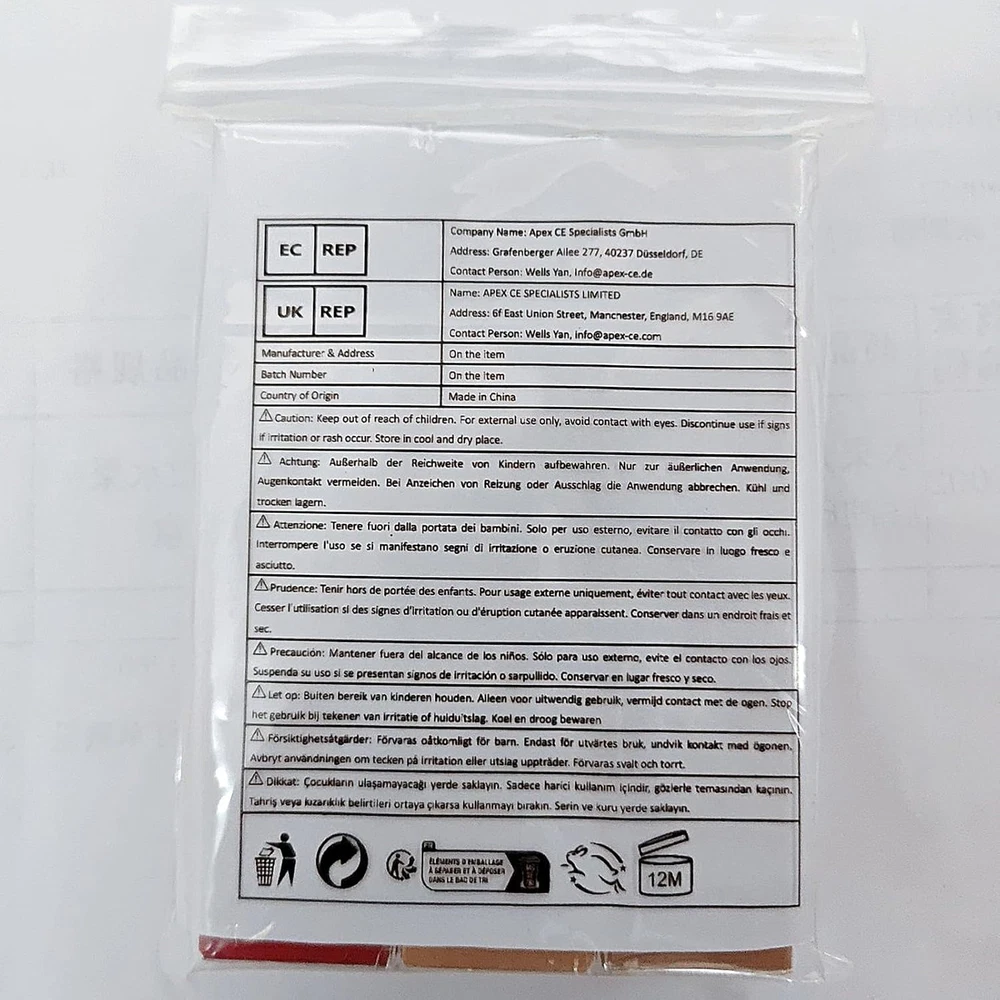 EC REP
Company Name: Apex CE Specialists GmbH
Address: Grafenberger Allee 277, 40237 Düsseldorf, DE
Contact Person: Wells Yan, Info@apex-ce.de
UK REP
Name: APEX CE SPECIALISTS LIMITED
Address: 6f East Union Street, Manchester, England, M16 9AE
Contact Person: Wells Yan, info@apex-ce.com
Manufacturer & Address On the item
Batch Number On the item
Country of Origin Made in China
⚠Caution: Keep out of reach of children. For external use only, avoid contact with eyes. Discontinue use if signs
if irritation or rash occur. Store in cool and dry place.
⚠ Achtung: Außerhalb der Reichweite von Kindern aufbewahren. Nur zur äußerlichen Anwendung,
Augenkontakt vermeiden. Bei Anzeichen von Reizung oder Ausschlag die Anwendung abbrechen. Kühl und
trocken lagern.
⚠ Attenzione: Tenere fuori dalla portata dei bambini. Solo per uso esterno, evitare il contatto con gli occhi.
Interrompere l'uso se si manifestano segni di irritazione o eruzione cutanea. Conservare in luogo fresco e
asciutto.
⚠Prudence: Tenir hors de portée des enfants. Pour usage externe uniquement, éviter tout contact avec les yeux.
Cesser l'utilisation si des signes d'irritation ou d'éruption cutanée apparaissent. Conserver dans un endroit frais et
sec.
⚠ Precaución: Mantener fuera del alcance de los niños. Sólo para uso externo, evite el contacto con los ojos.
Suspenda su uso si se presentan signos de irritación o sarpullido. Conservar en lugar fresco y seco.
⚠Let op: Buiten bereik van kinderen houden. Alleen voor uitwendig gebruik, vermijd contact met de ogen. Stop
het gebruik bij tekenen van irritatie of huiduitslag. Koel en droog bewaren
⚠ Försiktighetsåtgärder: Förvaras oåtkomligt för barn. Endast för utvärtes bruk, undvik kontakt med ögonen.
Avbryt användningen om tecken på irritation eller utslag uppträder. Förvaras svalt och torrt.
⚠ Dikkat: Çocukların ulaşamayacağı yerde saklayın. Sadece harici kullanım içindir, gözlerle temasından kaçının.
Tahriş veya kızarıklık belirtileri ortaya çıkarsa kullanmayı bırakın. Serin ve kuru yerde saklayın.
ÉLÉMENTS D'EMBALLAGE
À SÉPARER ET À DÉPOSER
DANS LE BAC DE TRI
12M